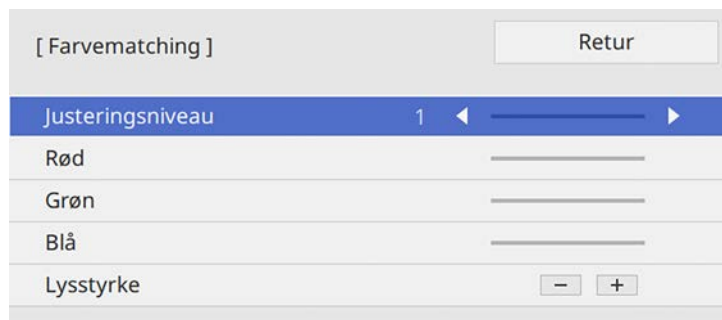 [ Farvematching ] Retur
Justeringsniveau 1
Rød
Grøn
Blå
Lysstyrke − +